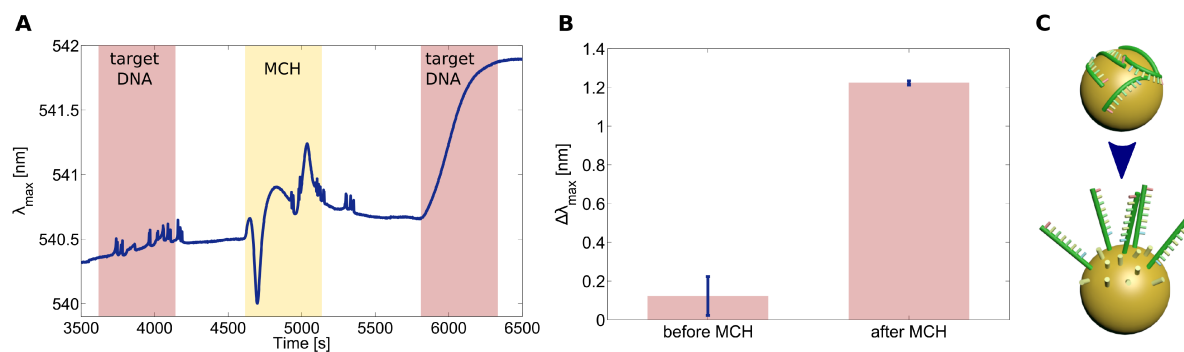 A
542
541.5
541
540.5
540
λmax [nm]
target
DNA
MCH
target
DNA
3500 4000 4500 5000 5500 6000 6500
Time [s]
B
1.4
1.2
1
0.8
0.6
0.4
0.2
0
Δλmax [nm]
before MCH after MCH
C